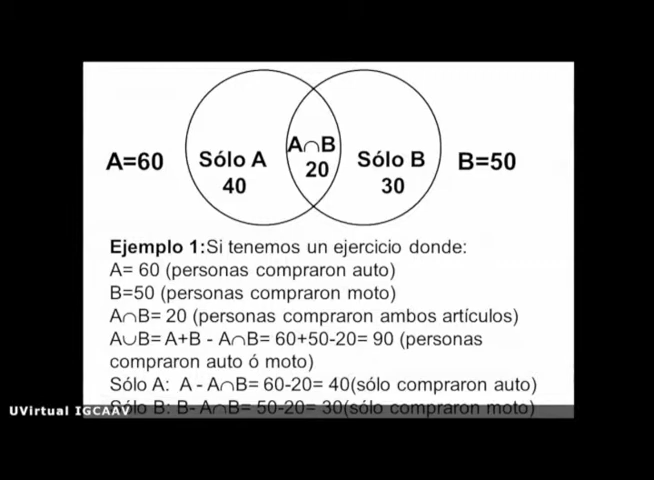 A∩B
A=60 Sólo A 20 Sólo B B=50
40 30
Ejemplo 1:Si tenemos un ejercicio donde:
A= 60 (personas compraron auto)
B=50 (personas compraron moto)
A∩B= 20 (personas compraron ambos artículos)
A∪B= A+B - A∩B= 60+50-20= 90 (personas
compraron auto ó moto)
Sólo A: A - A∩B= 60-20= 40(sólo compraron auto)
Sólo B: B- A∩B= 50-20= 30(sólo compraron moto)
UVirtual IGCAAV